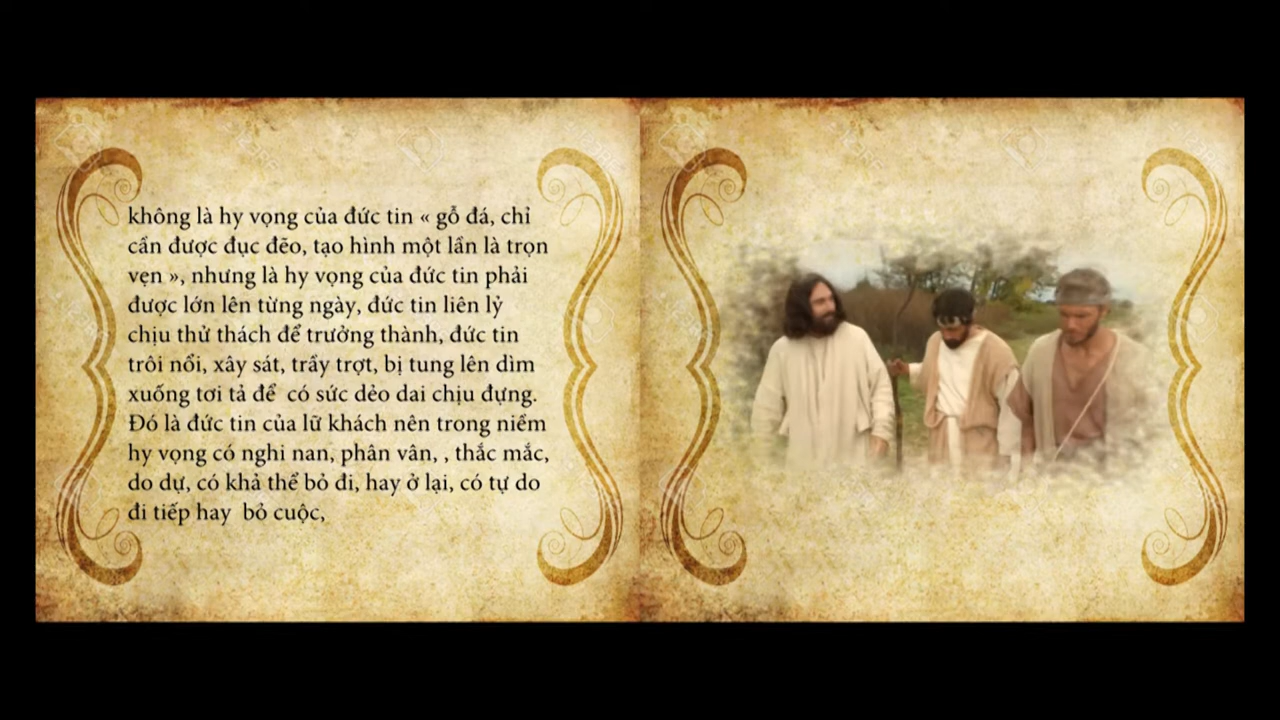 không là hy vọng của đức tin « gỗ đá, chỉ
cần được đục đẽo, tạo hình một lần là trọn
vẹn », nhưng là hy vọng của đức tin phải
được lớn lên từng ngày, đức tin liên lỷ
chịu thử thách để trưởng thành, đức tin
trôi nổi, xây sát, trầy trợt, bị tung lên dìm
xuống tơi tả để  có sức dẻo dai chịu đựng.
Đó là đức tin của lữ khách nên trong niềm
hy vọng có nghi nan, phân vân, , thắc mắc,
do dự, có khả thể bỏ đi, hay ở lại, có tự do
đi tiếp hay  bỏ cuộc,